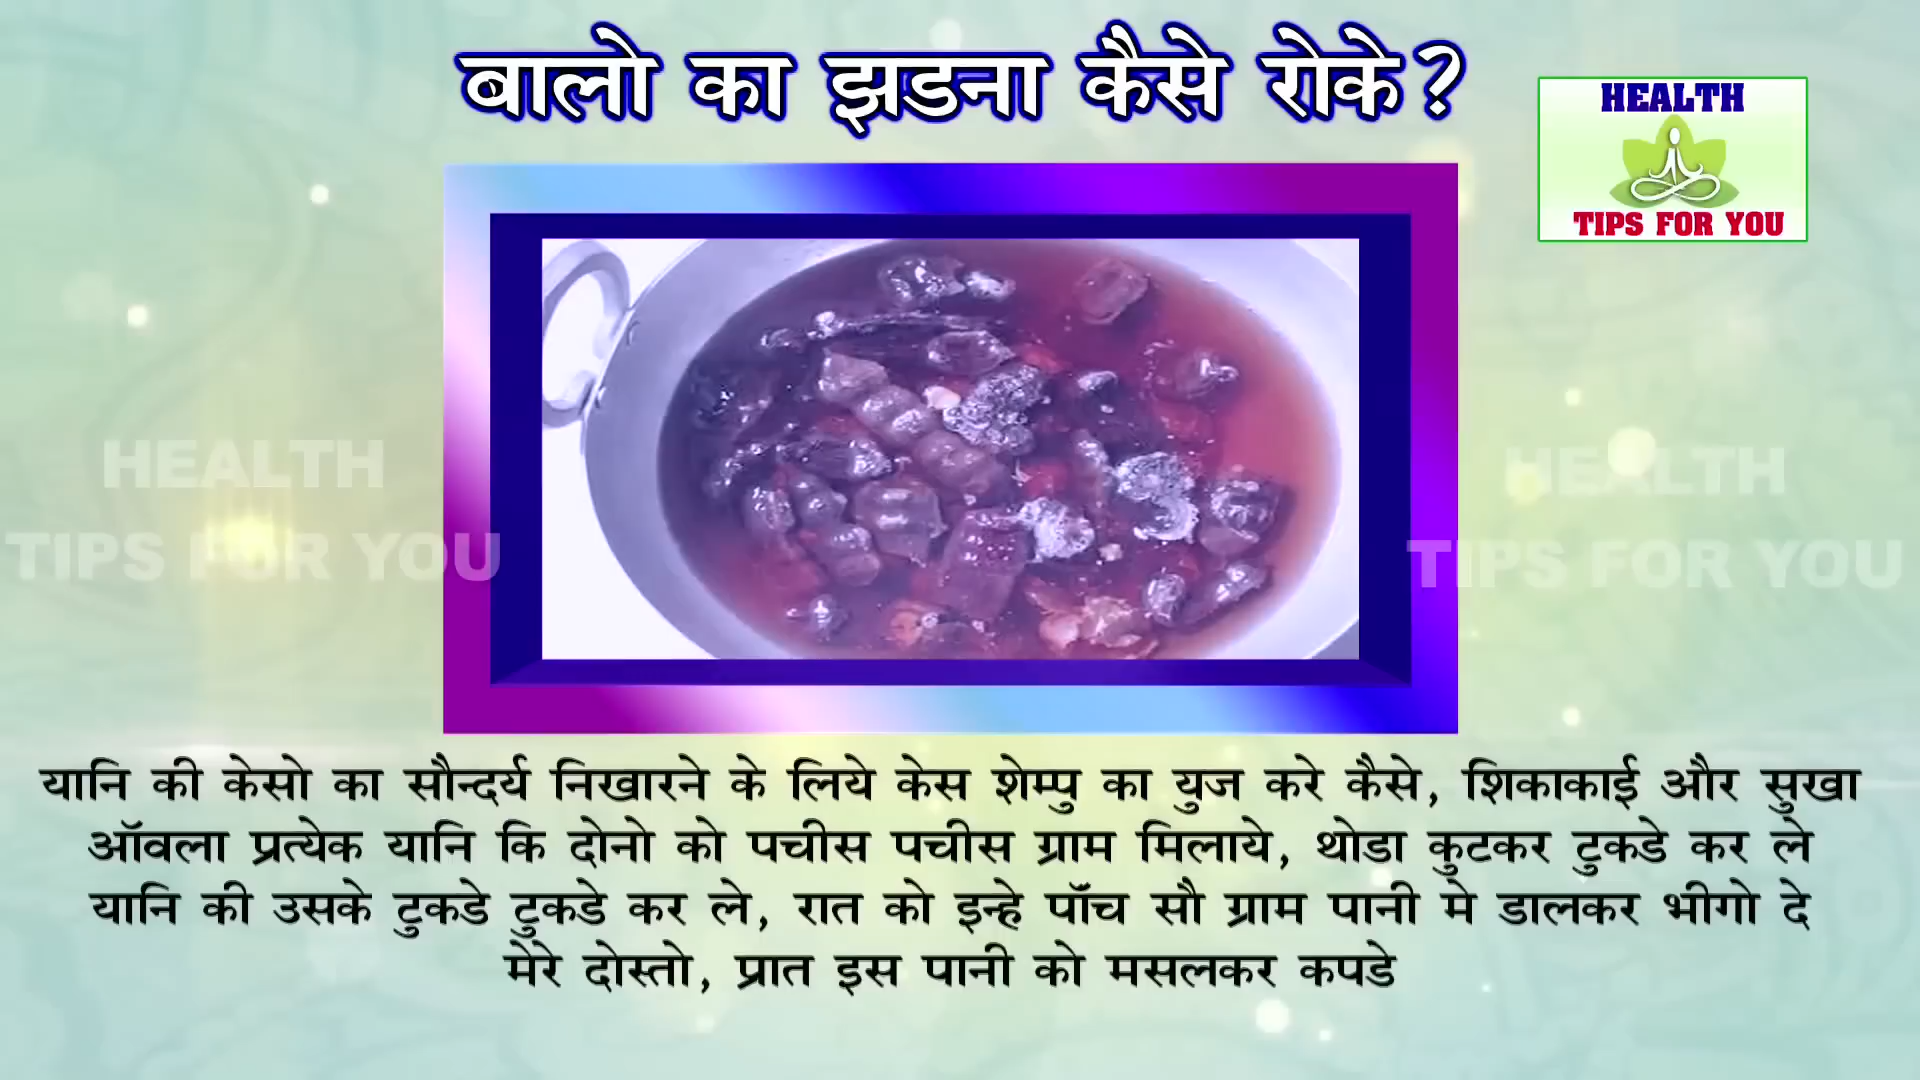 बालो का झडना कैसे रोके?
HEALTH
TIPS FOR YOU
HEALTH
TIPS FOR YOU
HEALTH
TIPS FOR YOU
यानि की केसो का सौन्दर्य निखारने के लिये केस शेम्पु का युज करे कैसे, शिकाकाई और सुखा
ऑवला प्रत्येक यानि कि दोनो को पचीस पचीस ग्राम मिलाये, थोडा कुटकर टुकडे कर ले
यानि की उसके टुकडे टुकडे कर ले, रात को इन्हे पॉच सौ ग्राम पानी मे डालकर भीगो दे
मेरे दोस्तो, प्रात इस पानी को मसलकर कपडे